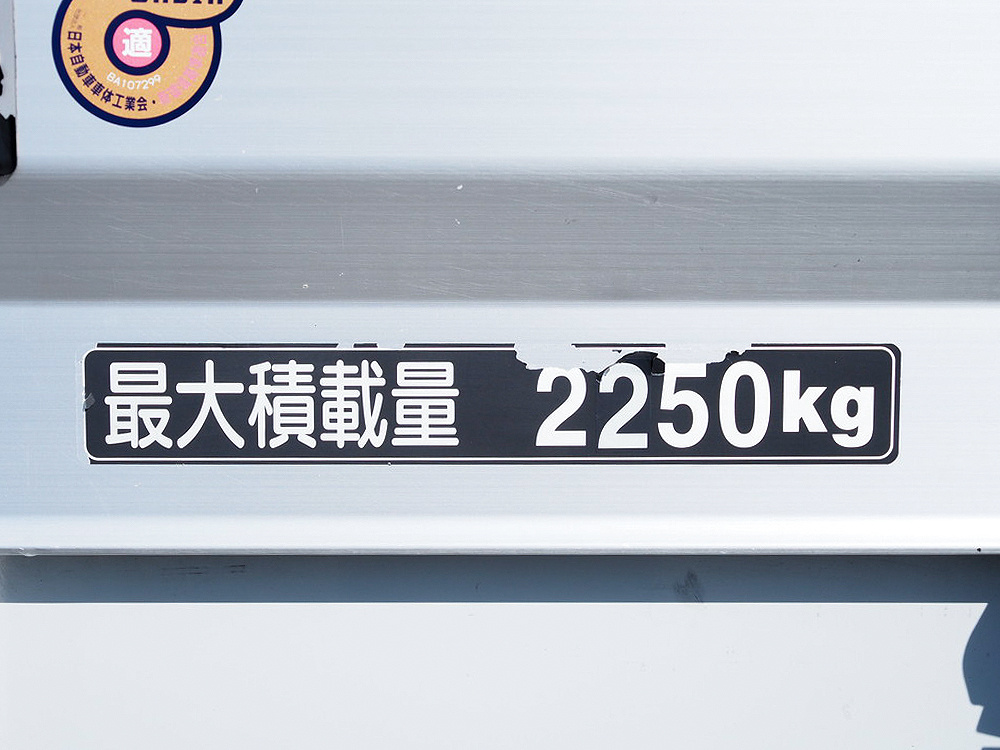 適
BA107299
日本自動車車体工業会・
最大積載量 2250kg